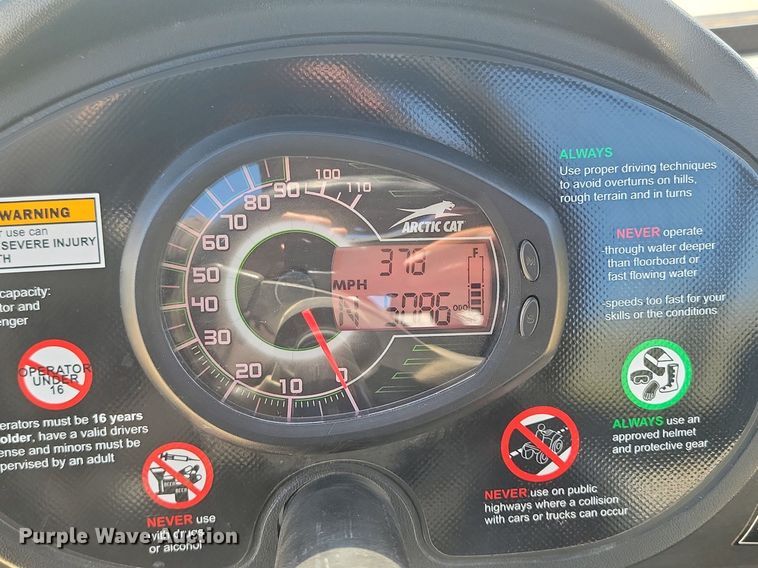 WARNING
use can
SEVERE INJURY
TH
capacity:
tor and
enger
OPERATOR
UNDER
16
erators must be 16 years
older, have a valid drivers
ense and minors must be
pervised by an adult
NEVER use
with drugs
or alcohol
0
10
20
30
40
50
60
70
80
90
100
110
ARCTIC CAT
378
MPH
N
5086
ODO
F
ALWAYS
Use proper driving techniques
to avoid overturns on hills,
rough terrain and in turns
NEVER operate
-through water deeper
than floorboard or
fast flowing water
-speeds too fast for your
skills or the conditions
ALWAYS use an
approved helmet
and protective gear
NEVER use on public
highways where a collision
with cars or trucks can occur
Purple Wave Auction